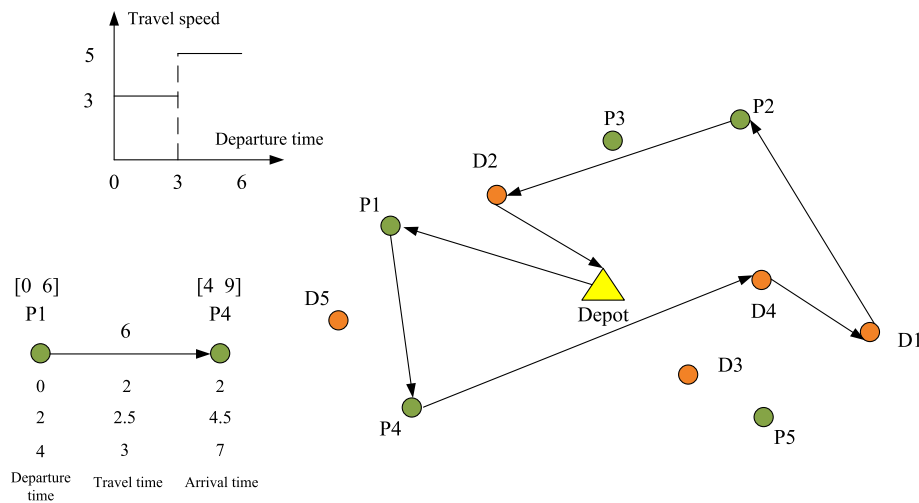 Travel speed
5
3
Departure time
0 3 6
[0 6] [4 9]
P1 P4
6
0 2 2
2 2.5 4.5
4 3 7
Departure time
Travel time
Arrival time
P2
P3
D2
P1
D5
Depot
D4
D1
D3
P4
P5